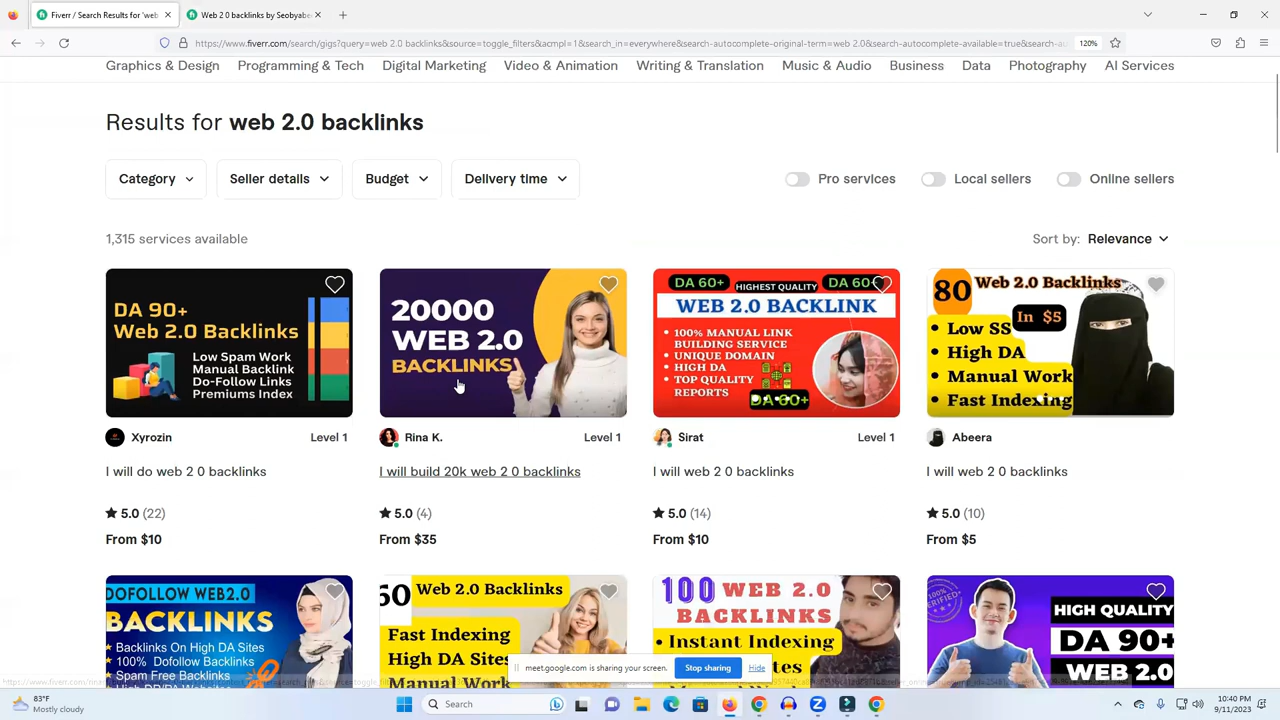 Fiverr / Search Results for 'web
Web 2 0 backlinks by Seobyabe
https://www.fiverr.com/search/gigs?query=web 2.0 backlinks&source=toggle_filters&acmpl=1&search_in=everywhere&search-autocomplete-original-term=web 2.0&search-autocomplete-available=true&search-au
120%
Graphics & Design Programming & Tech Digital Marketing Video & Animation Writing & Translation Music & Audio Business Data Photography AI Services
Results for web 2.0 backlinks
Category Seller details Budget Delivery time Pro services Local sellers Online sellers
1,315 services available
Sort by: Relevance
DA 90+
Web 2.0 Backlinks
Low Spam Work
Manual Backlink
Do-Follow Links
Premiums Index
Xyrozin
Level 1
I will do web 2 0 backlinks
5.0 (22)
From $10
20000
WEB 2.0
BACKLINKS
Rina K.
Level 1
I will build 20k web 2 0 backlinks
5.0 (4)
From $35
DA 60+
HIGHEST QUALITY
DA 60+
WEB 2.0 BACKLINK
100% MANUAL LINK
BUILDING SERVICE
UNIQUE DOMAIN
HIGH DA
TOP QUALITY
REPORTS
DA 60+
Sirat
Level 1
I will web 2 0 backlinks
5.0 (14)
From $10
80
Web 2.0 Backlinks
In $5
Low SS
High DA
Manual Work
Fast Indexing
Abeera
I will web 2 0 backlinks
5.0 (10)
From $5
DOFOLLOW WEB2.0
BACKLINKS
Backlinks On High DA Sites
100% Dofollow Backlinks
Spam Free Backlinks
60
Web 2.0 Backlinks
Fast Indexing
High DA Sites
Manual Work
100 WEB 2.0
BACKLINKS
Instant Indexing
100% VERIFIED
HIGH QUALITY
DA 90+
WEB 2.0
meet.google.com is sharing your screen.
Stop sharing
Hide
83°F
Mostly cloudy
Search
10:40 PM
9/11/2023